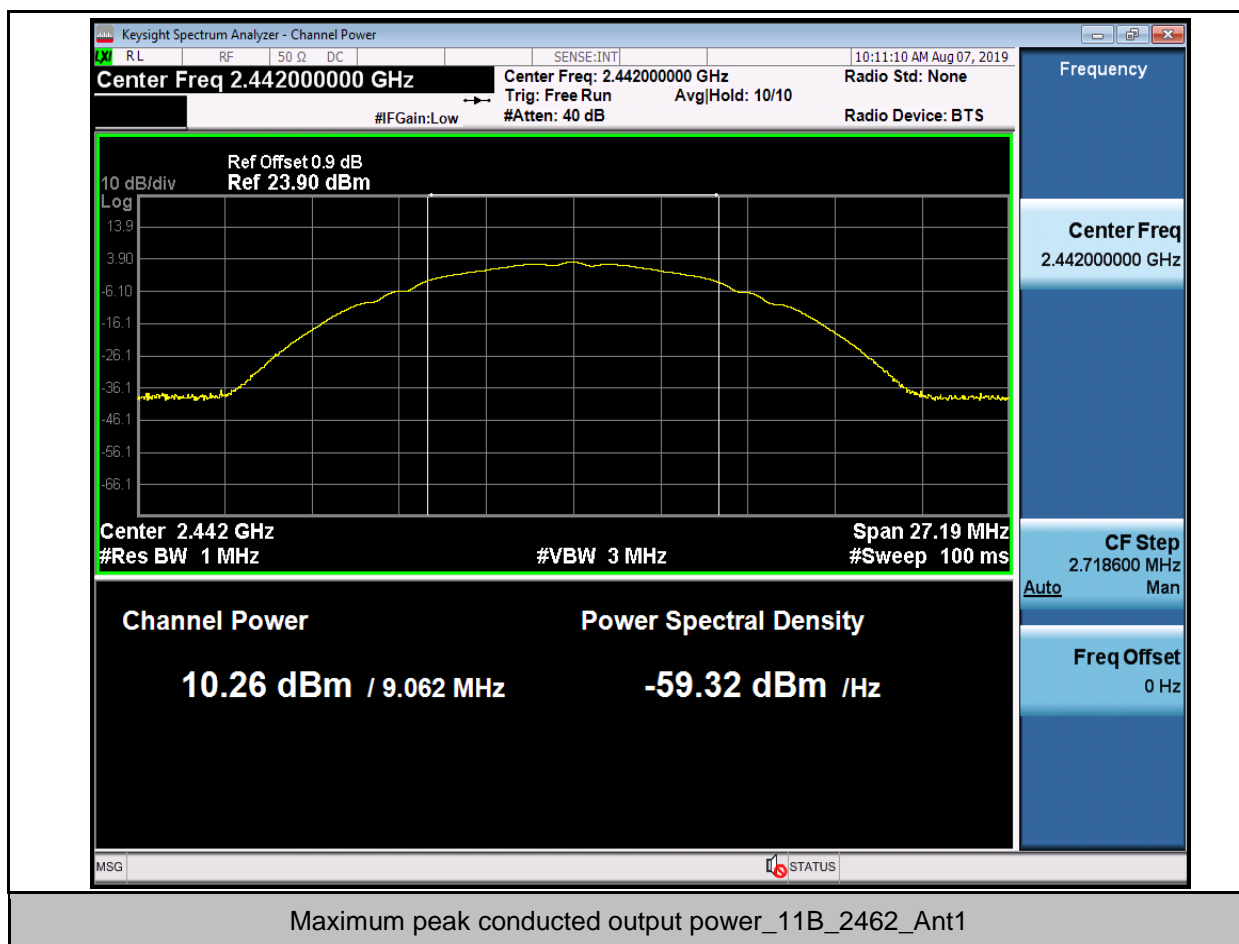 Keysight Spectrum Analyzer - Channel Power
LXI RL RF 50 Ω DC SENSE:INT 10:11:10 AM Aug 07, 2019
Center Freq 2.442000000 GHz
Center Freq: 2.442000000 GHz
Radio Std: None
Trig: Free Run Avg|Hold: 10/10
#IFGain:Low
#Atten: 40 dB
Radio Device: BTS
Ref Offset 0.9 dB
10 dB/div Ref 23.90 dBm
Log
13.9
3.90
-6.10
-16.1
-26.1
-36.1
-46.1
-56.1
-66.1
Center 2.442 GHz Span 27.19 MHz
#Res BW 1 MHz #VBW 3 MHz #Sweep 100 ms
Channel Power Power Spectral Density
10.26 dBm / 9.062 MHz -59.32 dBm /Hz
Frequency
Center Freq
2.442000000 GHz
CF Step
2.718600 MHz
Auto Man
Freq Offset
0 Hz
MSG STATUS
Maximum peak conducted output power_11B_2462_Ant1